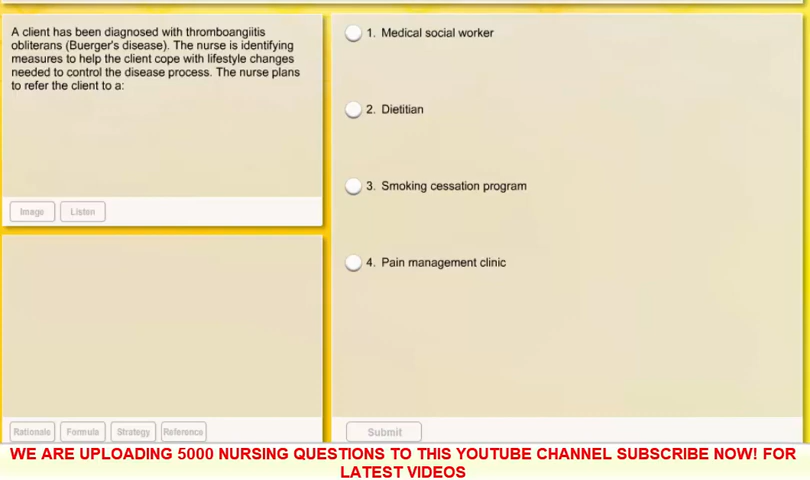 A client has been diagnosed with thromboangiitis
obliterans (Buerger's disease). The nurse is identifying
measures to help the client cope with lifestyle changes
needed to control the disease process. The nurse plans
to refer the client to a:
Image
Listen
1. Medical social worker
2. Dietitian
3. Smoking cessation program
4. Pain management clinic
Rationale
Formula
Strategy
Reference
Submit
WE ARE UPLOADING 5000 NURSING QUESTIONS TO THIS YOUTUBE CHANNEL SUBSCRIBE NOW! FOR
LATEST VIDEOS